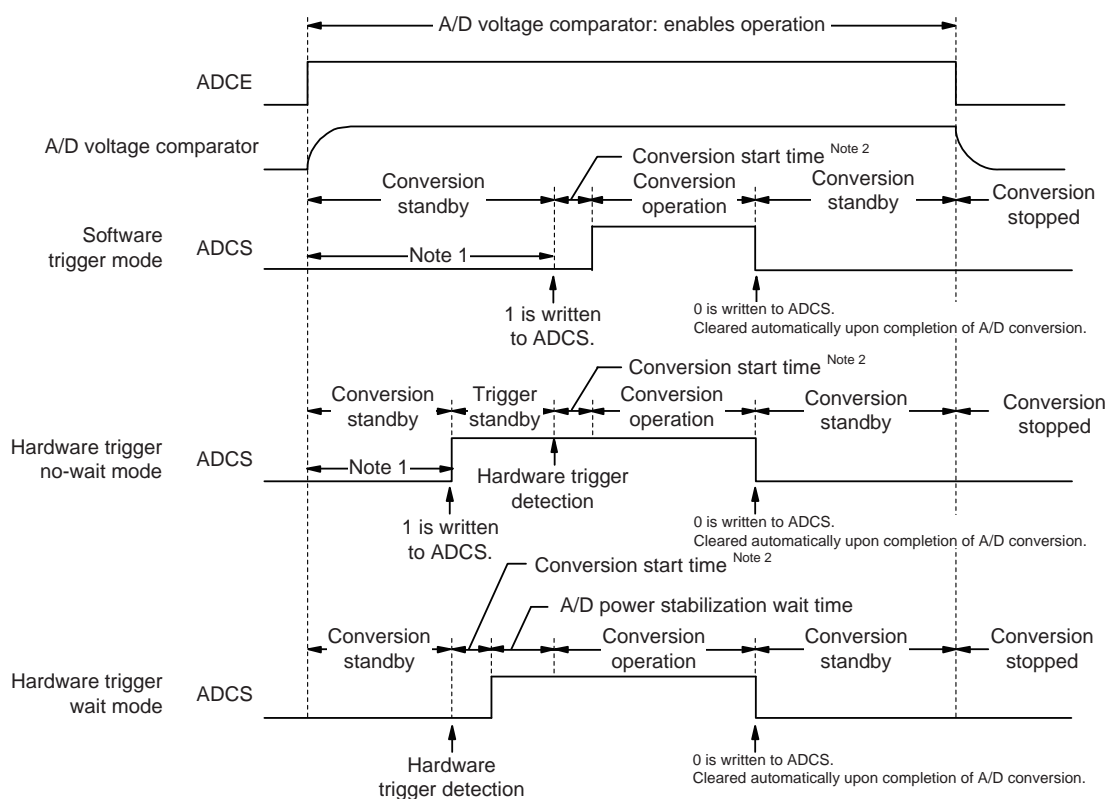 A/D voltage comparator: enables operation
ADCE
A/D voltage comparator
Conversion start time Note 2
Conversion
standby
Conversion
operation
Conversion
standby
Conversion
stopped
Software
trigger mode
ADCS
Note 1
1 is written
to ADCS.
0 is written to ADCS.
Cleared automatically upon completion of A/D conversion.
Conversion start time Note 2
Conversion
standby
Trigger
standby
Conversion
operation
Conversion
standby
Conversion
stopped
Hardware trigger
no-wait mode
ADCS
Note 1
Hardware trigger
detection
1 is written
to ADCS.
0 is written to ADCS.
Cleared automatically upon completion of A/D conversion.
Conversion start time Note 2
A/D power stabilization wait time
Conversion
standby
Conversion
operation
Conversion
standby
Conversion
stopped
Hardware trigger
wait mode
ADCS
Hardware
trigger detection
0 is written to ADCS.
Cleared automatically upon completion of A/D conversion.